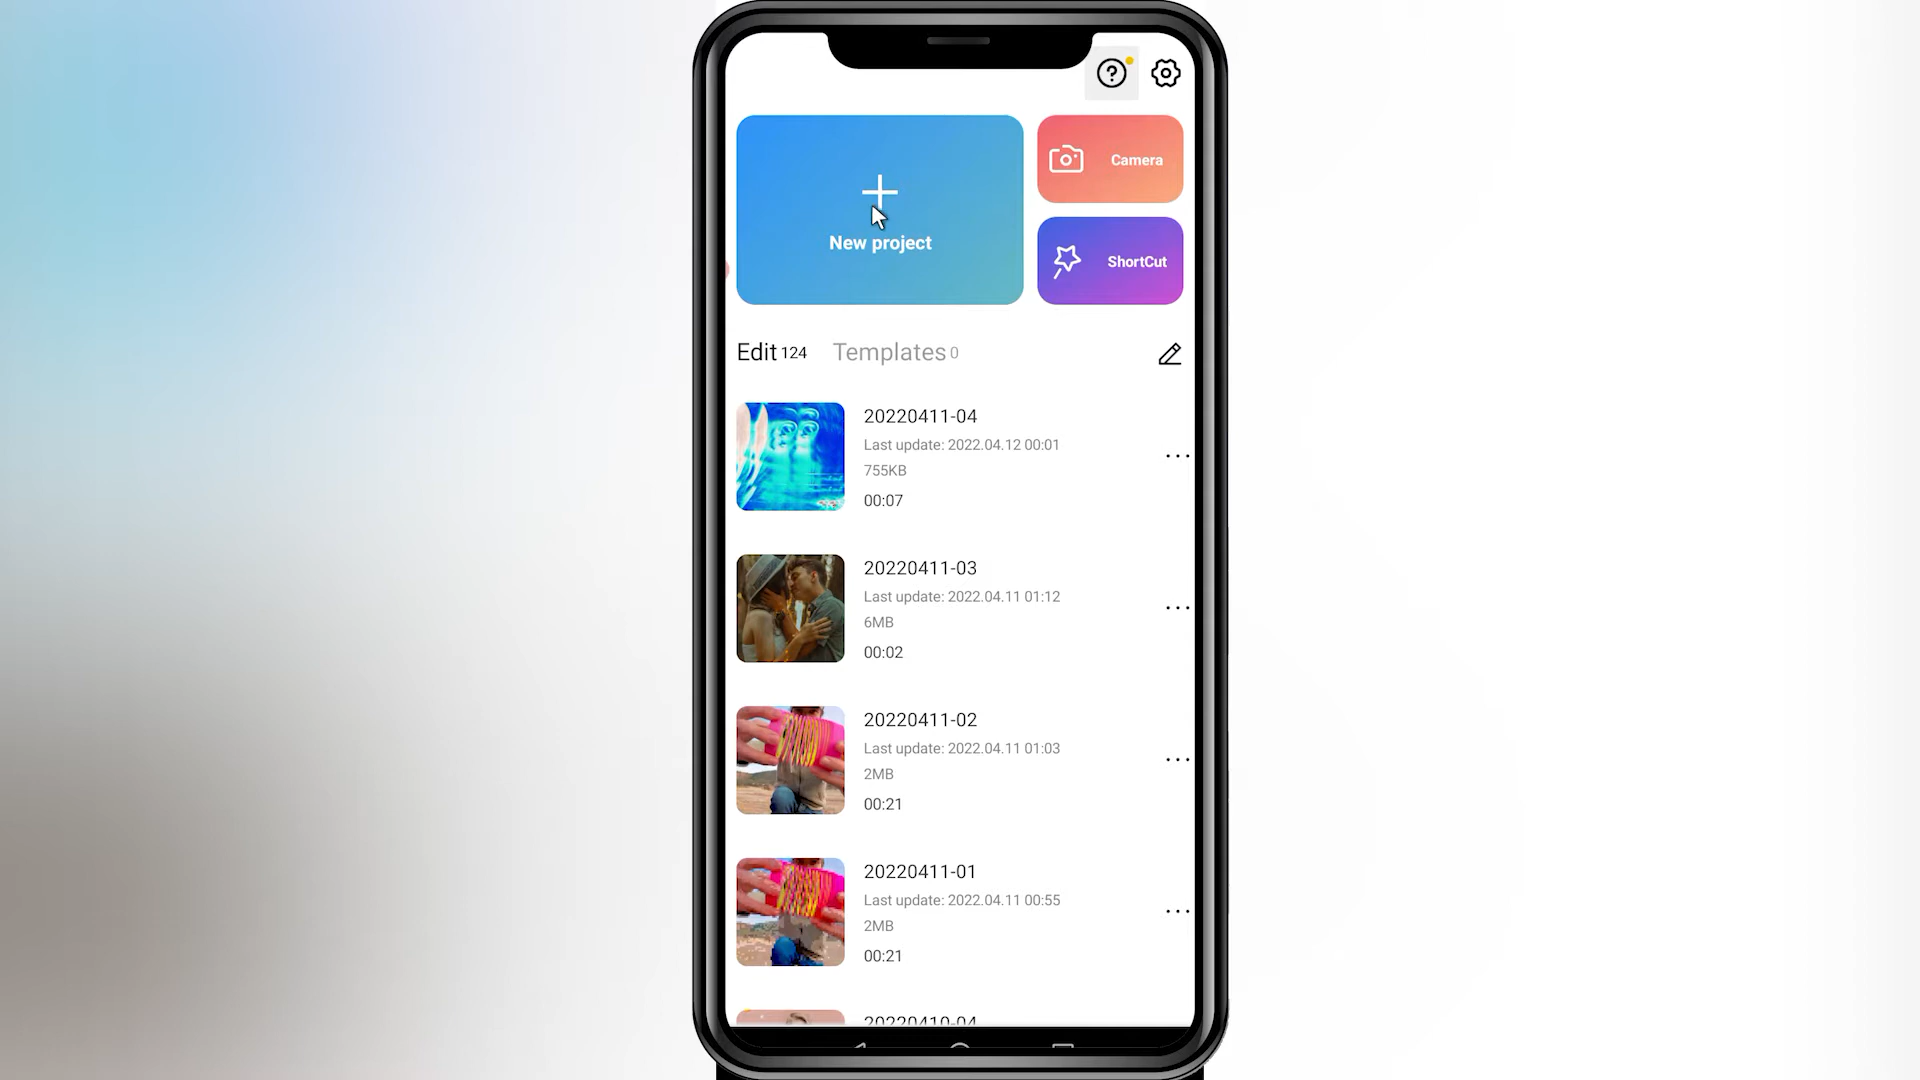 Camera
New project
ShortCut
Edit 124
Templates 0
20220411-04
Last update: 2022.04.12 00:01
755KB
00:07
20220411-03
Last update: 2022.04.11 01:12
6MB
00:02
20220411-02
Last update: 2022.04.11 01:03
2MB
00:21
20220411-01
Last update: 2022.04.11 00:55
2MB
00:21
20220410-04